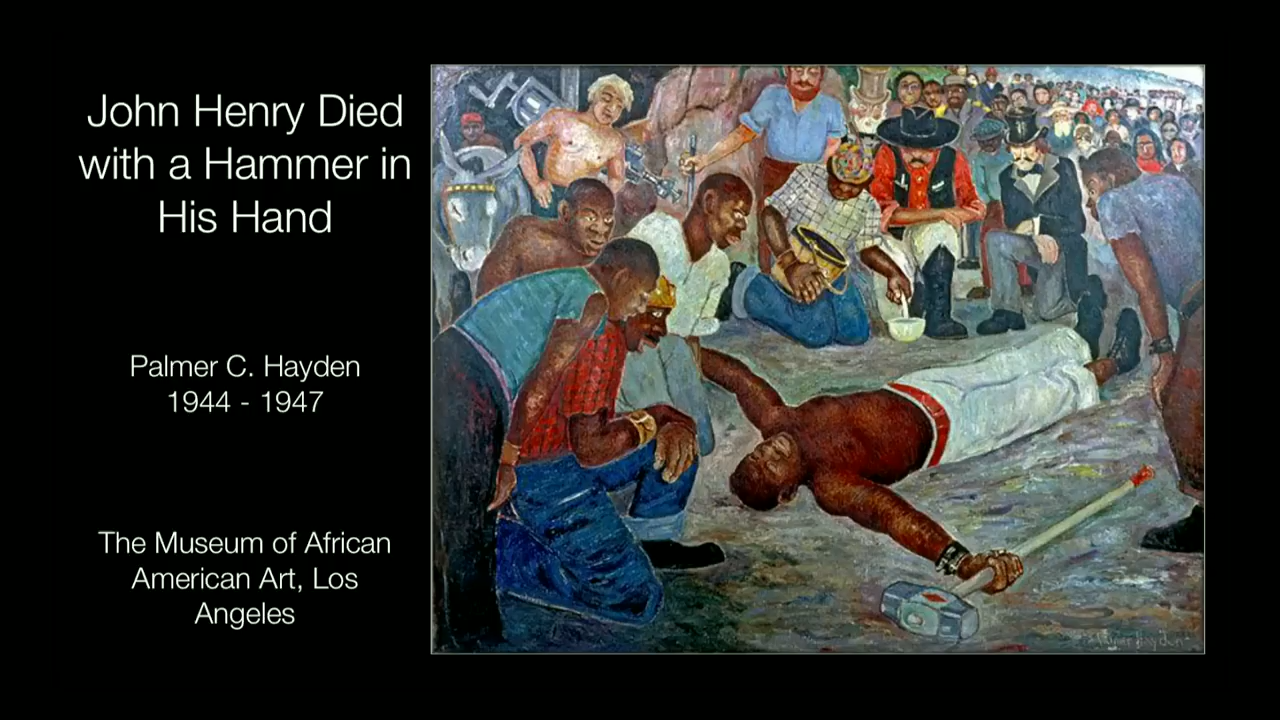 John Henry Died
with a Hammer in
His Hand
Palmer C. Hayden
1944 - 1947
The Museum of African
American Art, Los
Angeles